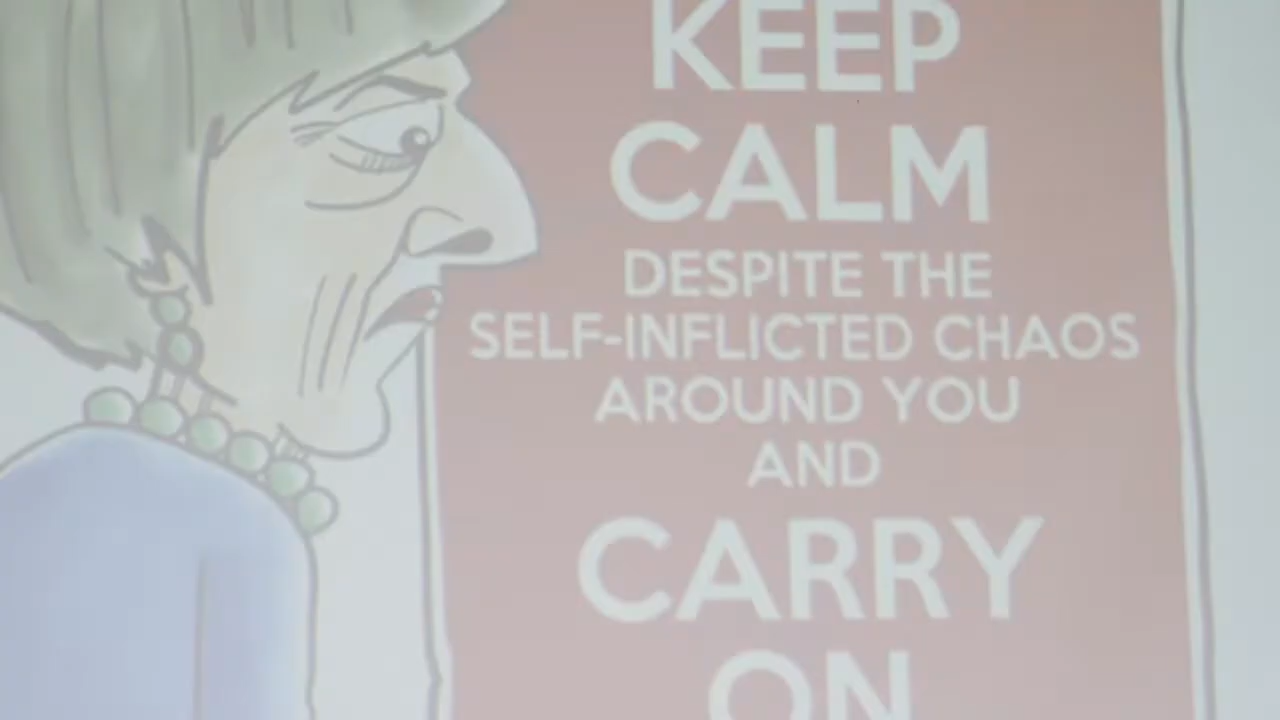 KEEP
CALM
DESPITE THE
SELF-INFLICTED CHAOS
AROUND YOU
AND
CARRY
ON